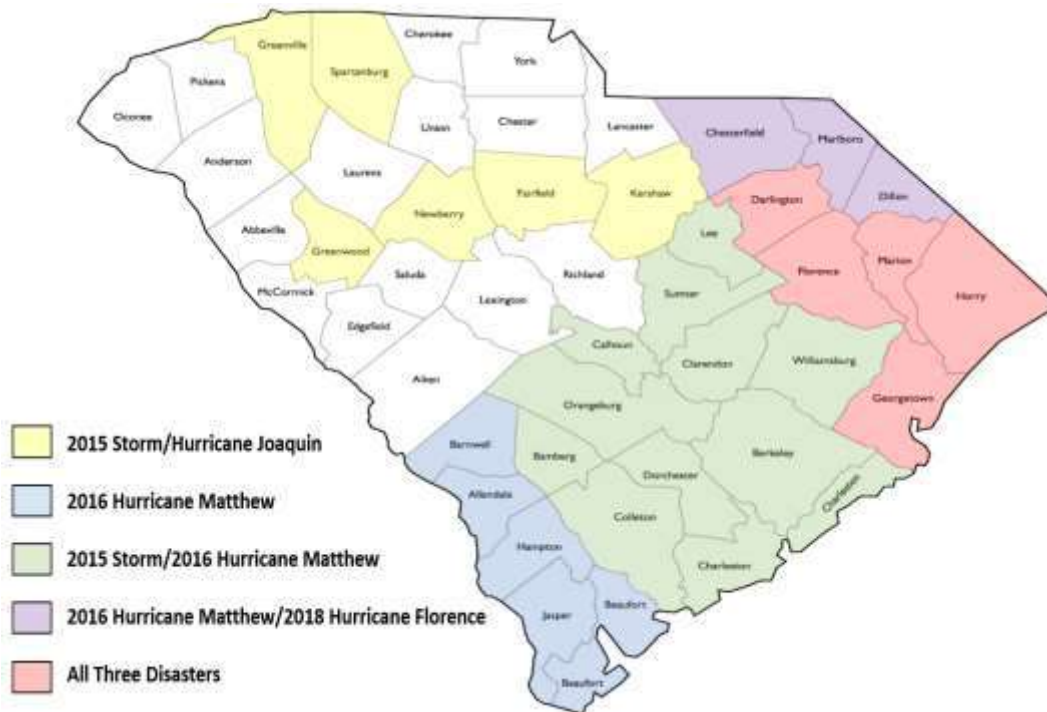 Cherokee
Greenville
York
Spartanburg
Pickens
Oconee
Union
Chester
Lancaster
Chesterfield
Marlboro
Anderson
Laurens
Fairfield
Kershaw
Darlington
Dillon
Newberry
Abbeville
Lee
Greenwood
Marion
Florence
Saluda
Richland
McCormick
Horry
Lexington
Sumter
Edgefield
Calhoun
Clarendon
Williamsburg
Aiken
Georgetown
Orangeburg
Barnwell
Bamberg
Berkeley
Dorchester
Allendale
Charleston
Colleton
Hampton
Charleston
Jasper
Beaufort
Beaufort
2015 Storm/Hurricane Joaquin
2016 Hurricane Matthew
2015 Storm/2016 Hurricane Matthew
2016 Hurricane Matthew/2018 Hurricane Florence
All Three Disasters